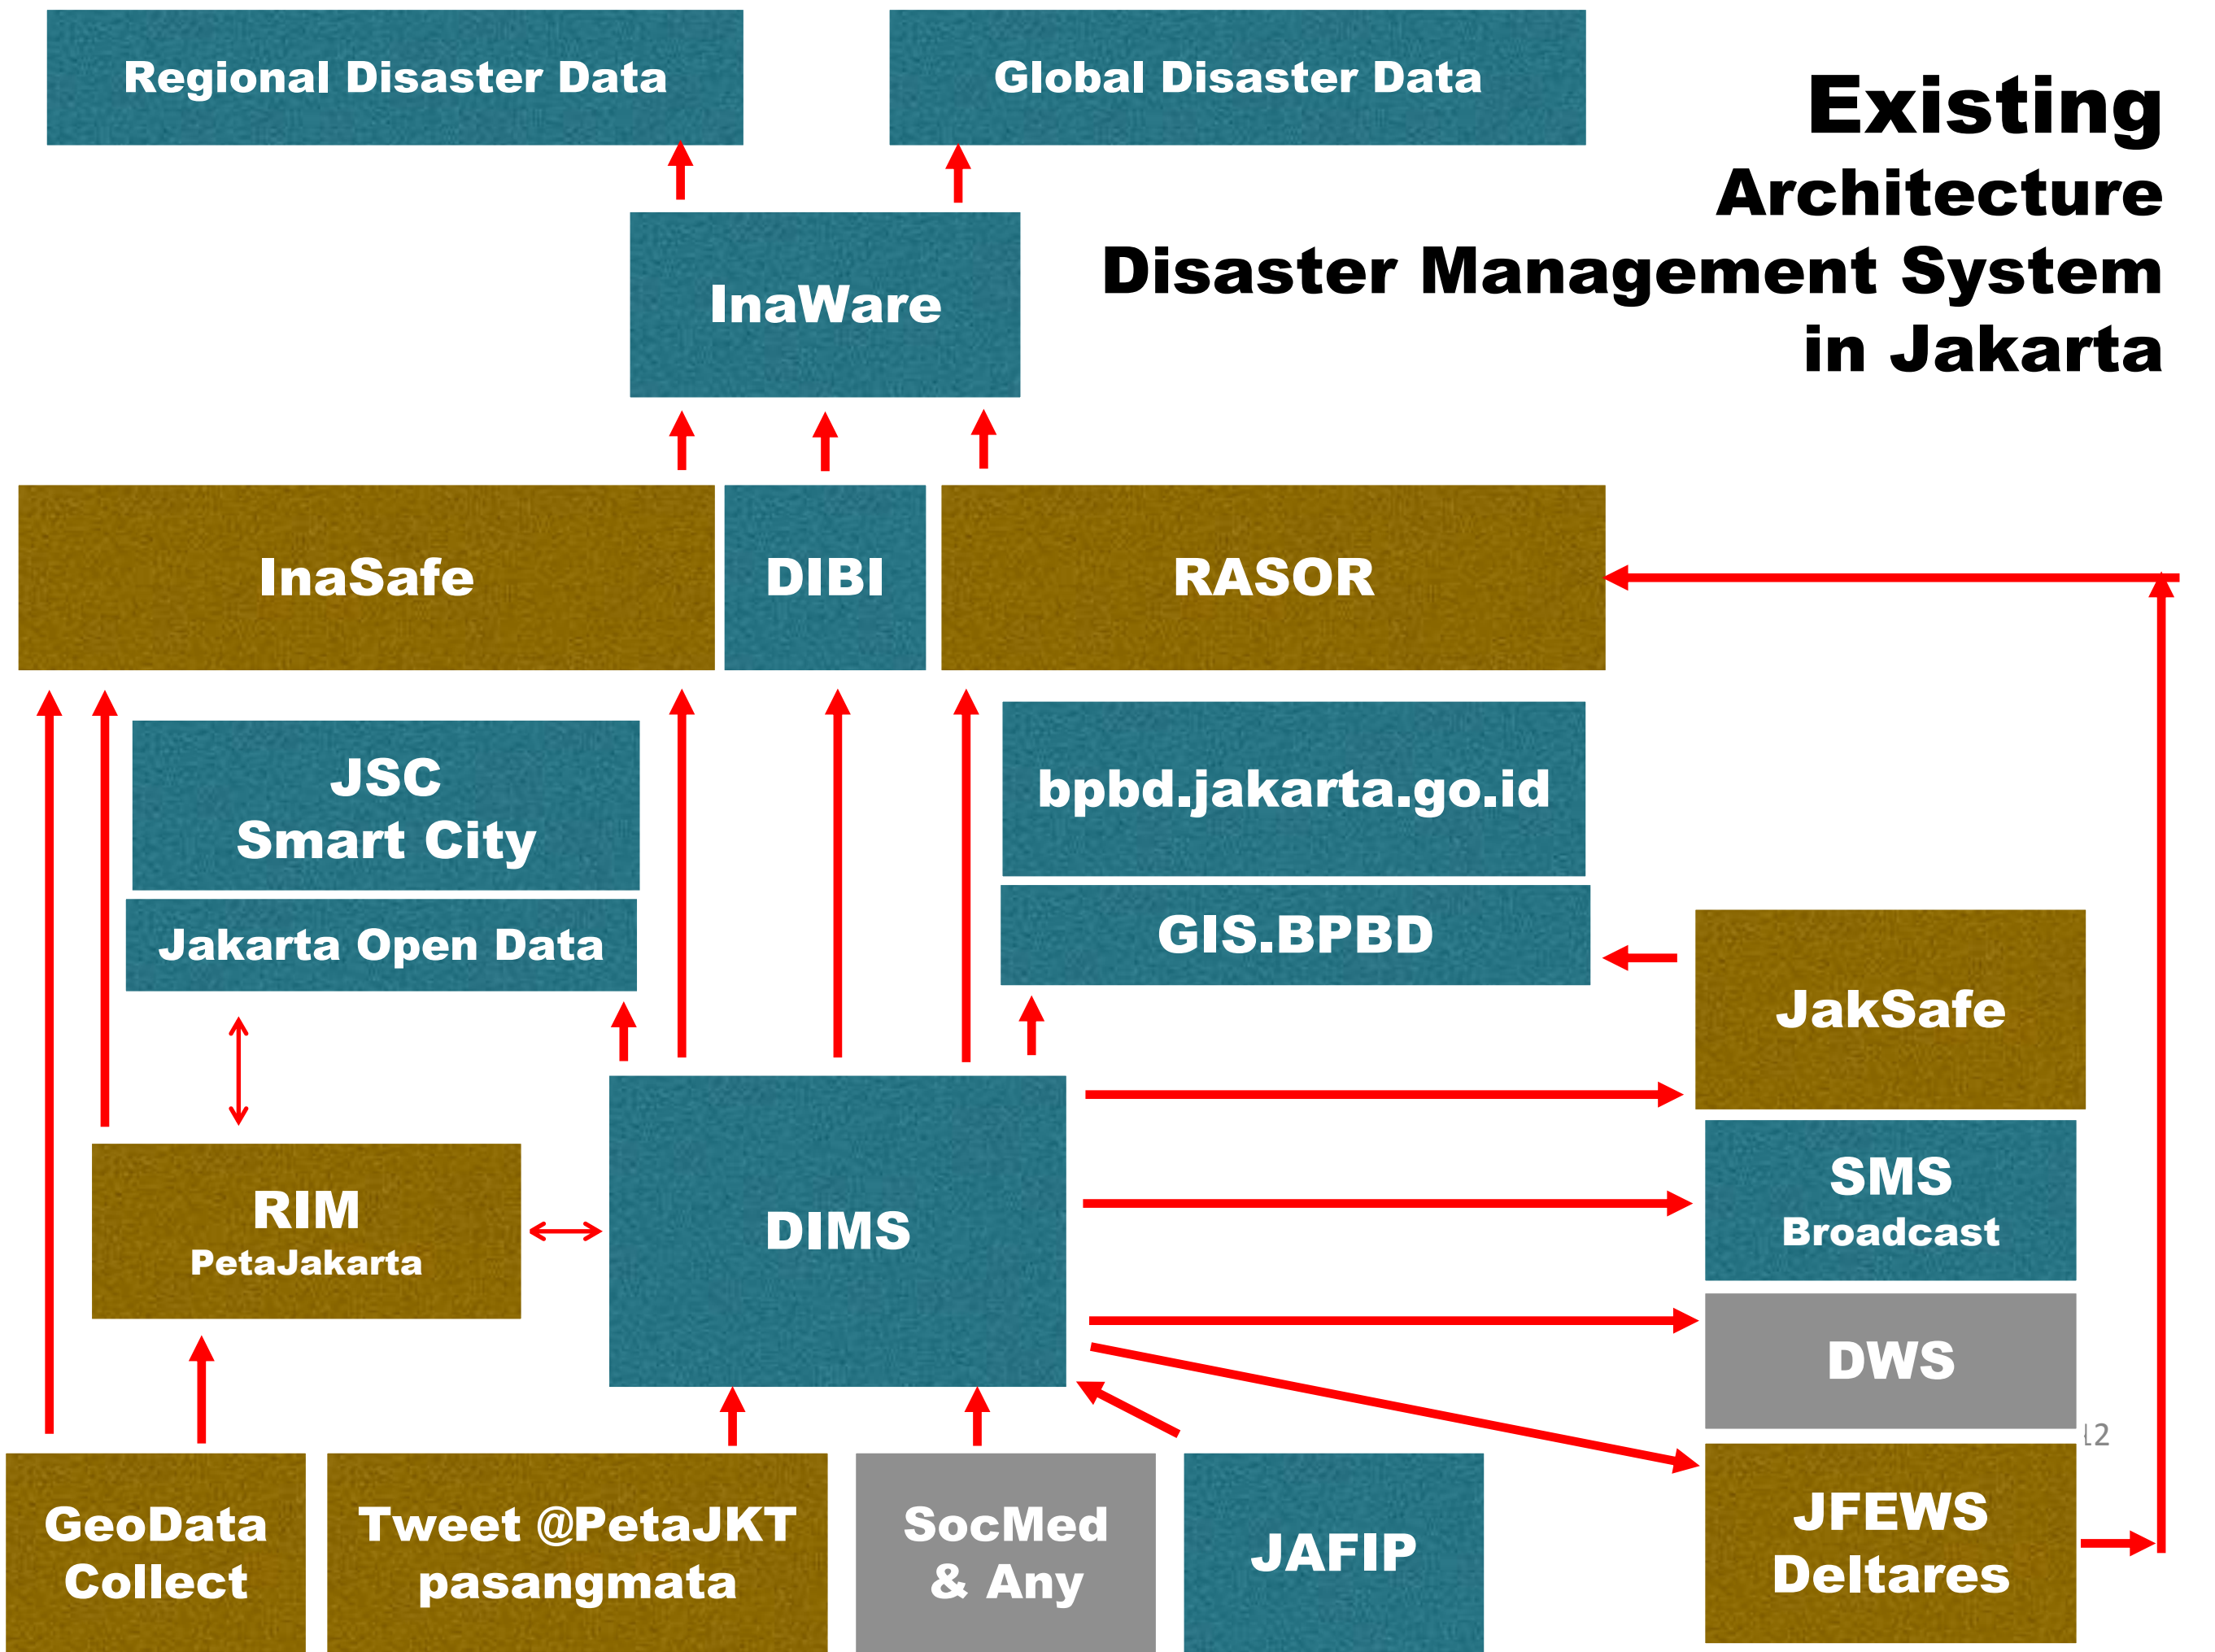 Regional Disaster Data
Global Disaster Data
Existing
Architecture
Disaster Management System
in Jakarta
InaWare
InaSafe
DIBI
RASOR
JSC
Smart City
bpbd.jakarta.go.id
Jakarta Open Data
GIS.BPBD
JakSafe
RIM
PetaJakarta
DIMS
SMS
Broadcast
DWS
12
GeoData
Collect
Tweet @PetaJKT
pasangmata
SocMed
& Any
JAFIP
JFEWS
Deltares